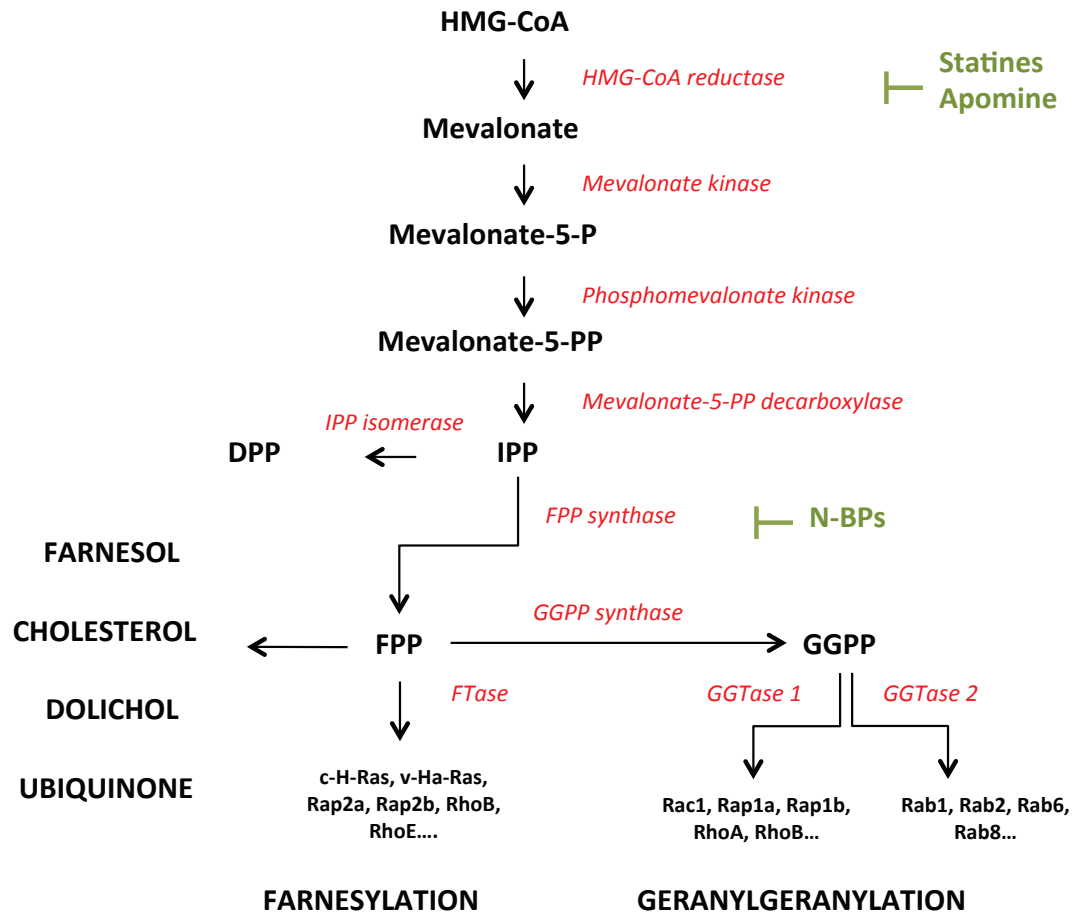 HMG-CoA
HMG-CoA reductase
Statines
Apomine
Mevalonate
Mevalonate kinase
Mevalonate-5-P
Phosphomevalonate kinase
Mevalonate-5-PP
Mevalonate-5-PP decarboxylase
IPP isomerase
DPP
IPP
FPP synthase
N-BPs
FARNESOL
GGPP synthase
CHOLESTEROL
FPP
GGPP
FTase
GGTase 1
GGTase 2
DOLICHOL
UBIQUINONE
c-H-Ras, v-Ha-Ras,
Rap2a, Rap2b, RhoB,
RhoE....
Rac1, Rap1a, Rap1b,
RhoA, RhoB...
Rab1, Rab2, Rab6,
Rab8...
FARNESYLATION
GERANYLGERANYLATION